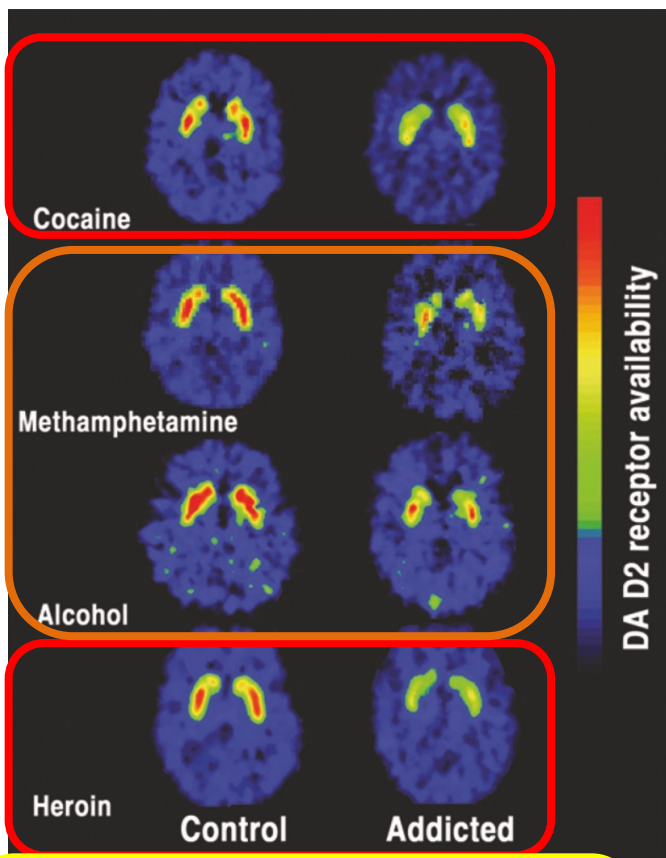 Cocaine
Methamphetamine
Alcohol
Heroin
Control
Addicted
DA D2 receptor availability